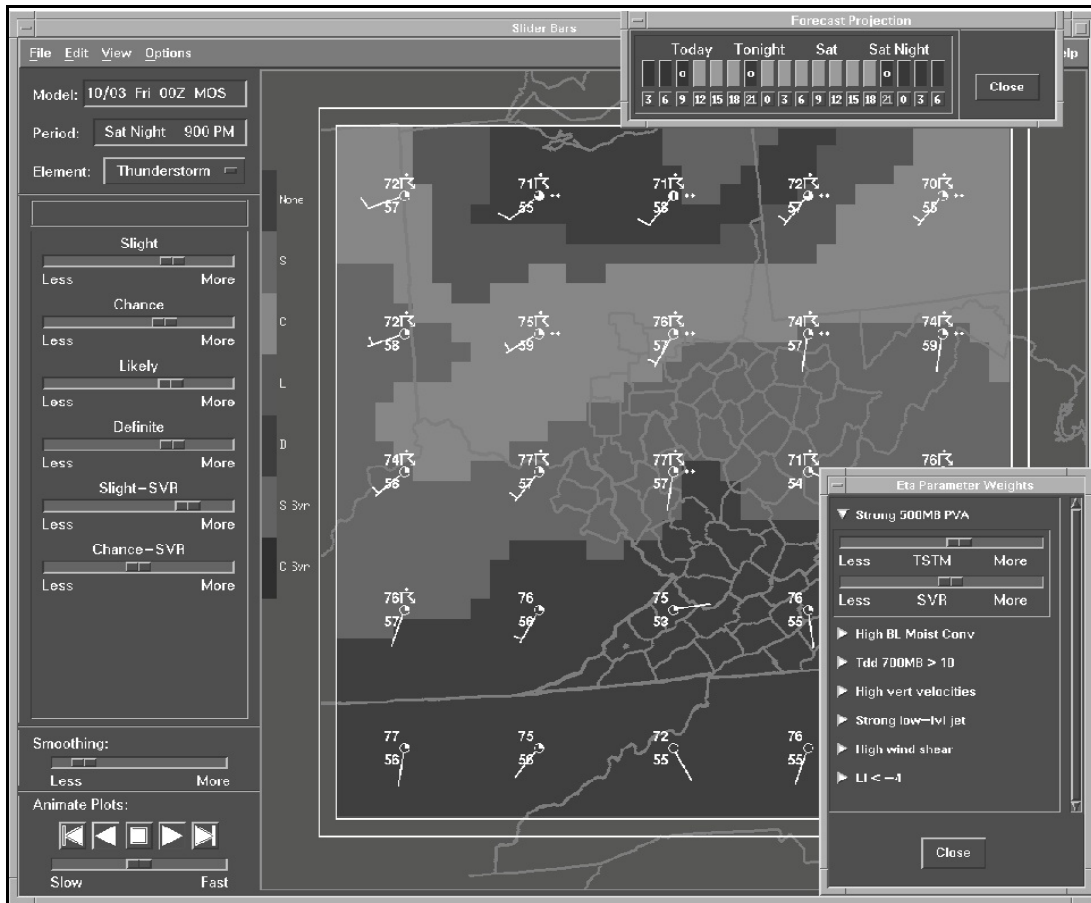 Slider Bars
File Edit View Options
elp
Forecast Projection
Today Tonight Sat Sat Night
3 6 9 12 15 18 21 0 3 6 9 12 15 18 21 0 3 6
Close
Model: 10/03 Fri 00Z MOS
Period: Sat Night 900 PM
Element: Thunderstorm
Slight
Less More
Chance
Less More
Likely
Less More
Definite
Less More
Slight-SVR
Less More
Chance-SVR
Less More
Smoothing:
Less More
Animate Plots:
Slow Fast
None
S
C
L
D
S Svr
C Svr
72 71 71 72 70
57 55 58 57 55
72 75 76 74 74
58 59 57 57 59
74 77 77 71 76
56 57 57 54
76 76 75 76
57 56 53 55
77 75 72 76
56 56 55 55
Eta Parameter Weights
Strong 500MB PVA
Less TSTM More
Less SVR More
High BL Moist Conv
Tdd 700MB > 10
High vert velocities
Strong low-lvl jet
High wind shear
LI < -4
Close